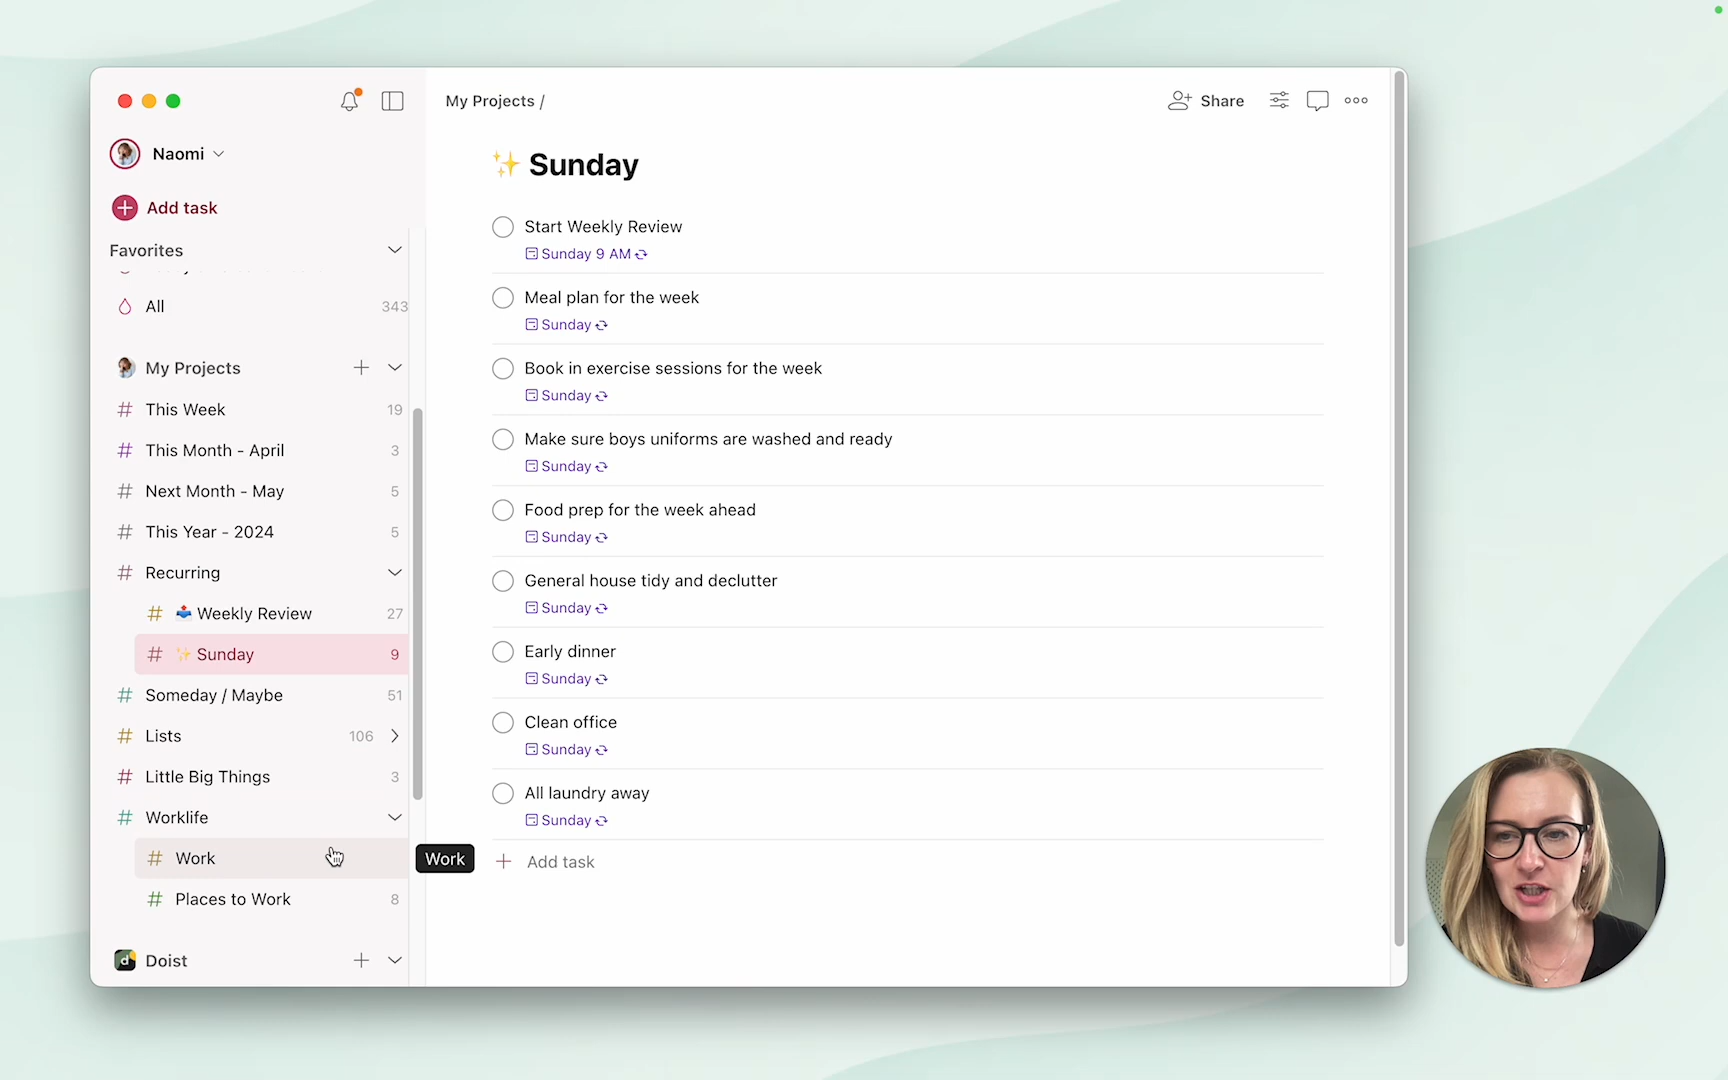 My Projects /
Share
Naomi
Add task
Favorites
All 343
My Projects
This Week 19
This Month - April 3
Next Month - May 5
This Year - 2024 5
Recurring
Weekly Review 27
Sunday 9
Someday / Maybe 51
Lists 106
Little Big Things 3
Worklife
Work
Work
Places to Work 8
Doist
Sunday
Start Weekly Review
Sunday 9 AM
Meal plan for the week
Sunday
Book in exercise sessions for the week
Sunday
Make sure boys uniforms are washed and ready
Sunday
Food prep for the week ahead
Sunday
General house tidy and declutter
Sunday
Early dinner
Sunday
Clean office
Sunday
All laundry away
Sunday
Add task